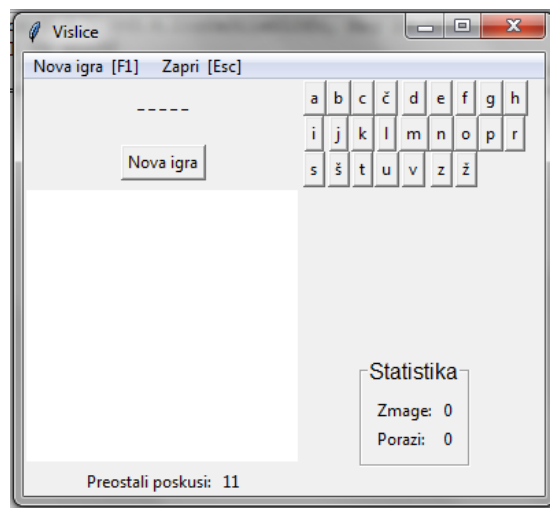 Vislice
Nova igra [F1] Zapri [Esc]
-----
Nova igra
a b c č d e f g h
i j k l m n o p r
s š t u v z ž
Statistika
Zmage: 0
Porazi: 0
Preostali poskusi: 11